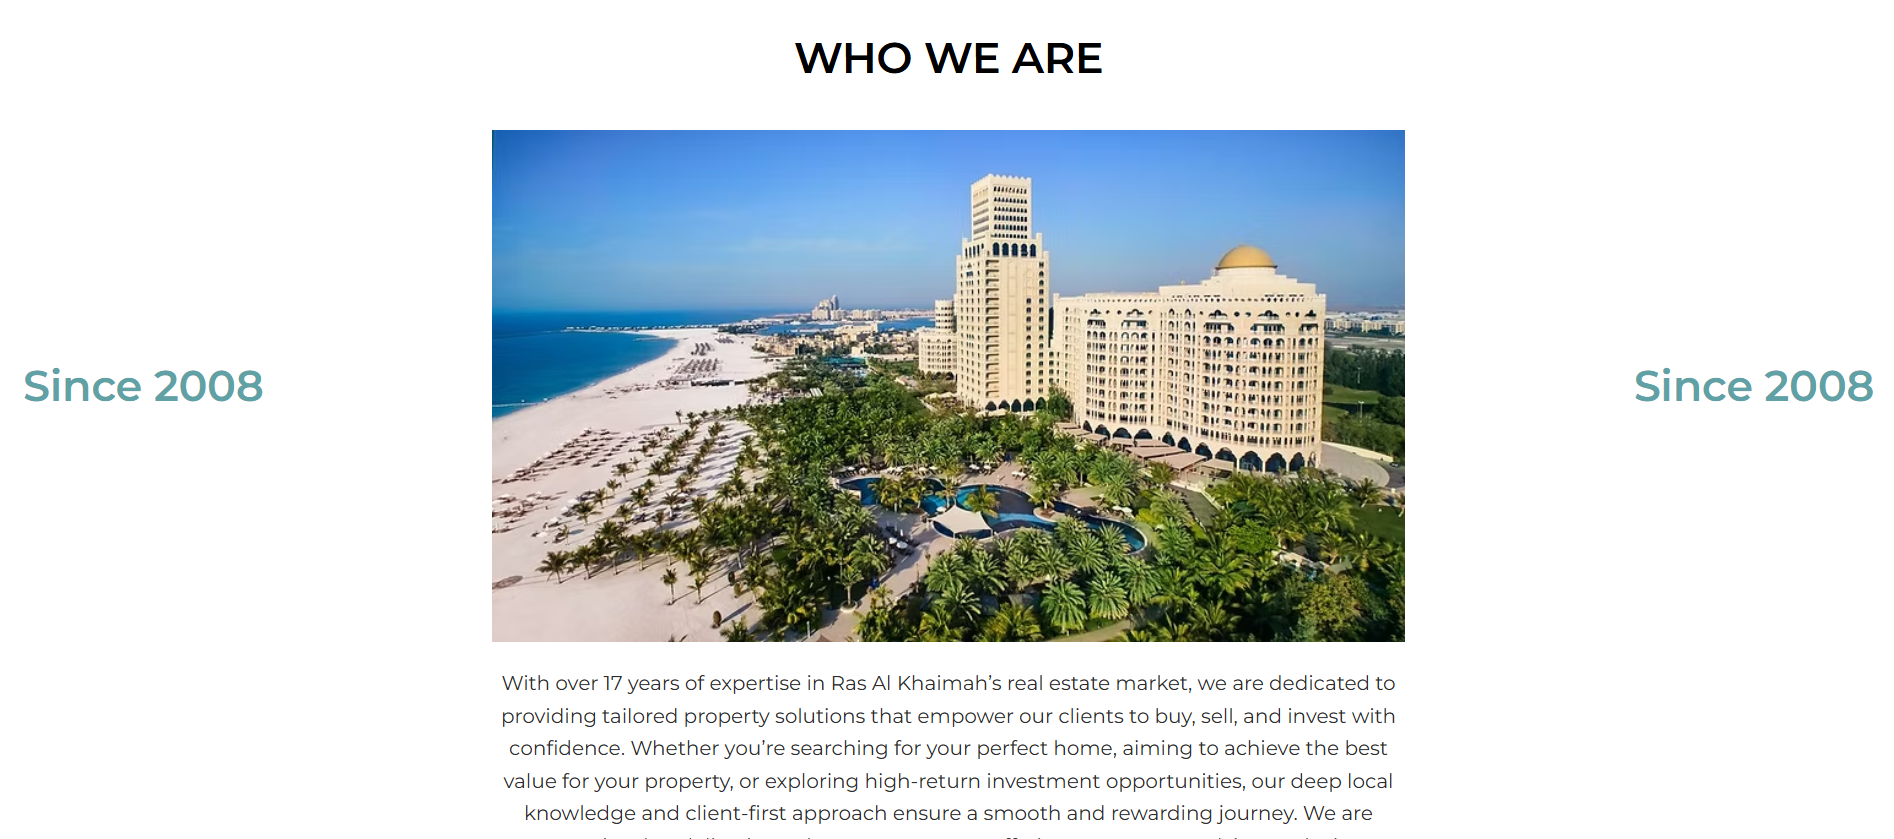 WHO WE ARE
Since 2008
Since 2008
With over 17 years of expertise in Ras Al Khaimah’s real estate market, we are dedicated to
providing tailored property solutions that empower our clients to buy, sell, and invest with
confidence. Whether you’re searching for your perfect home, aiming to achieve the best
value for your property, or exploring high-return investment opportunities, our deep local
knowledge and client-first approach ensure a smooth and rewarding journey. We are